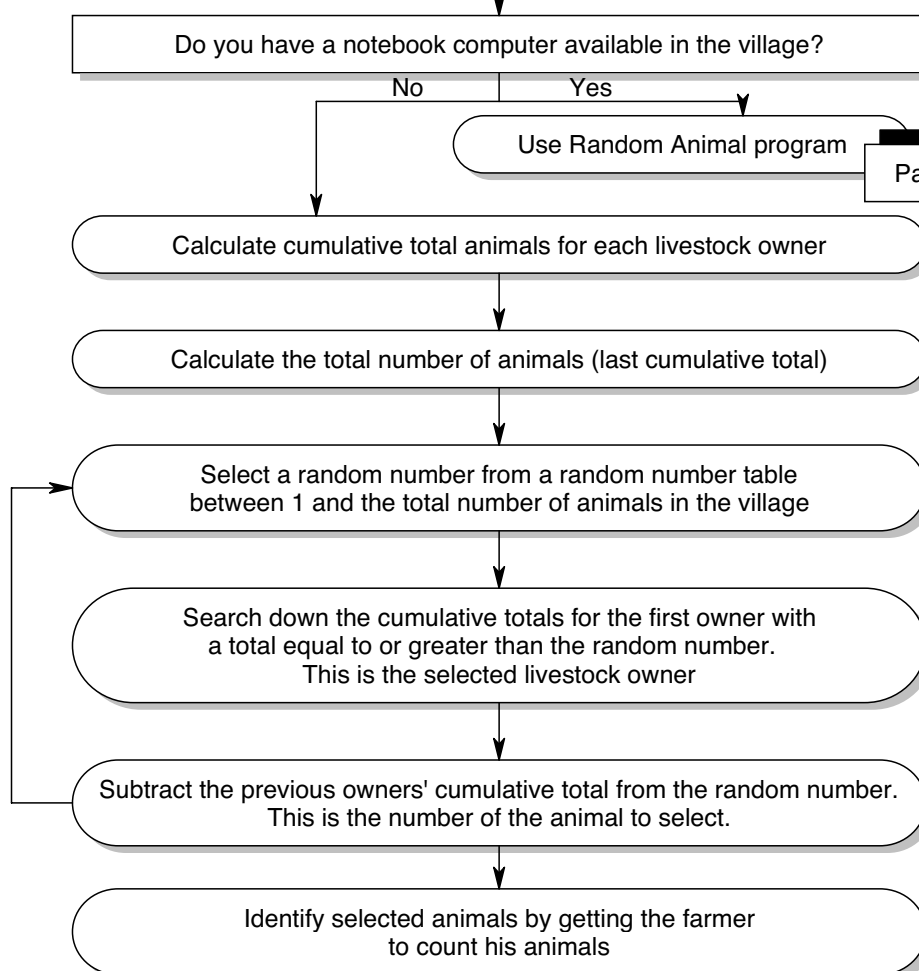 Do you have a notebook computer available in the village?
No
Yes
Use Random Animal program
Calculate cumulative total animals for each livestock owner
Calculate the total number of animals (last cumulative total)
Select a random number from a random number table
between 1 and the total number of animals in the village
Search down the cumulative totals for the first owner with
a total equal to or greater than the random number.
This is the selected livestock owner
Subtract the previous owners' cumulative total from the random number.
This is the number of the animal to select.
Identify selected animals by getting the farmer
to count his animals